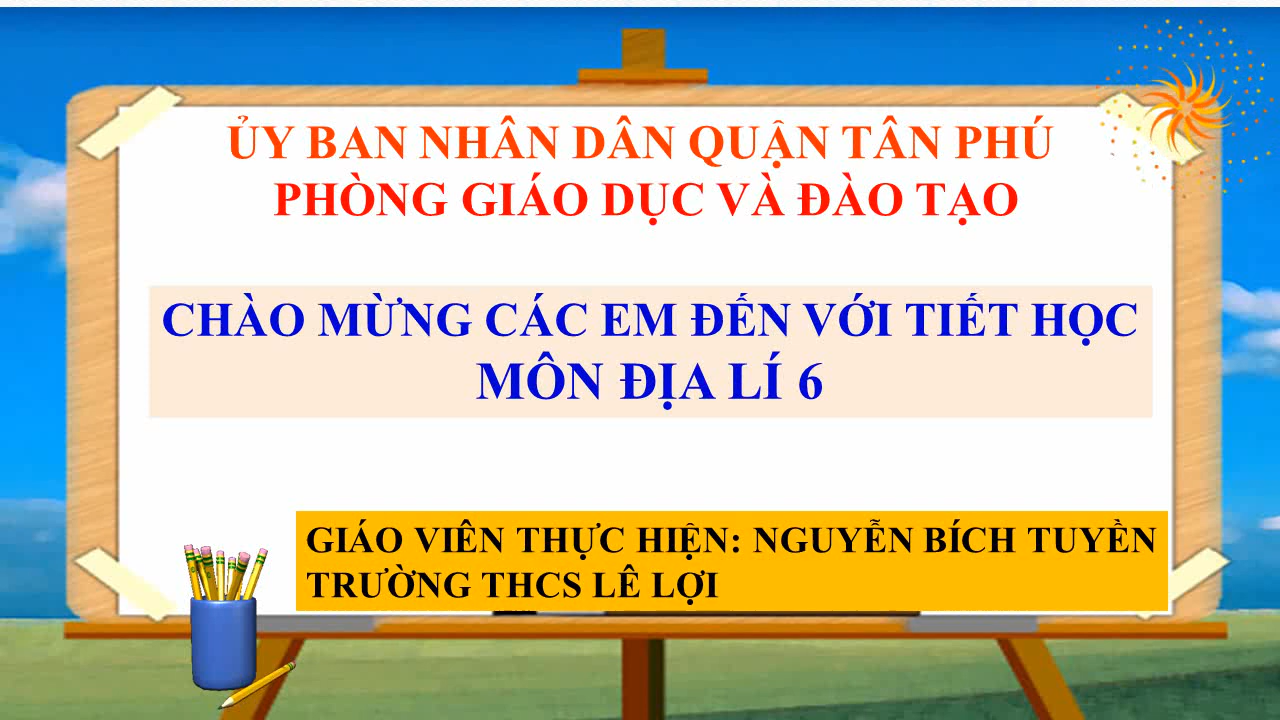 ỦY BAN NHÂN DÂN QUẬN TÂN PHÚ
PHÒNG GIÁO DỤC VÀ ĐÀO TẠO
CHÀO MỪNG CÁC EM ĐẾN VỚI TIẾT HỌC
MÔN ĐỊA LÍ 6
GIÁO VIÊN THỰC HIỆN: NGUYỄN BÍCH TUYỀN
TRƯỜNG THCS LÊ LỢI